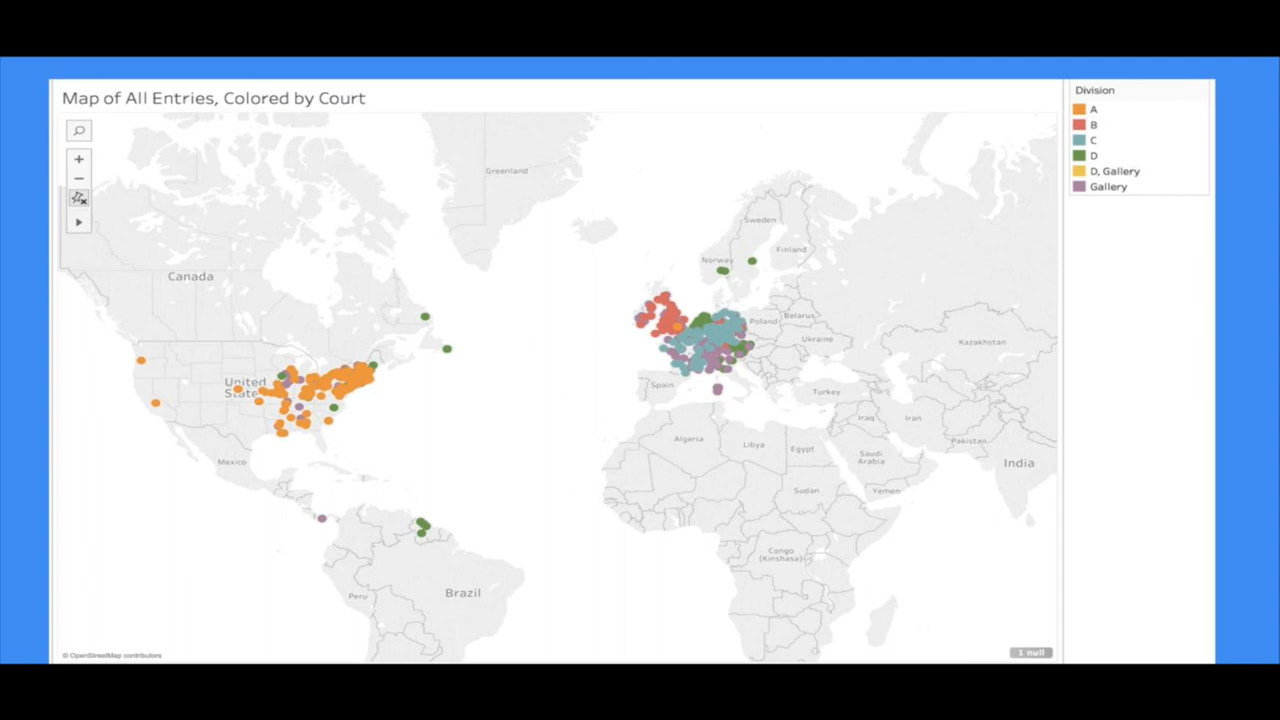 Map of All Entries, Colored by Court
Division
A
B
C
D
D, Gallery
Gallery
Greenland
Sweden
Finland
Norway
Canada
Poland
Belarus
Ukraine
Kazakhstan
United
State
Spain
Turkey
Iraq
Iran
Algeria
Libya
Egypt
Pakistan
Saudi
Arabia
India
Mexico
Sudan
Yemen
Congo
(Kinshasa)
Peru
Brazil
© OpenStreetMap contributors
1 null